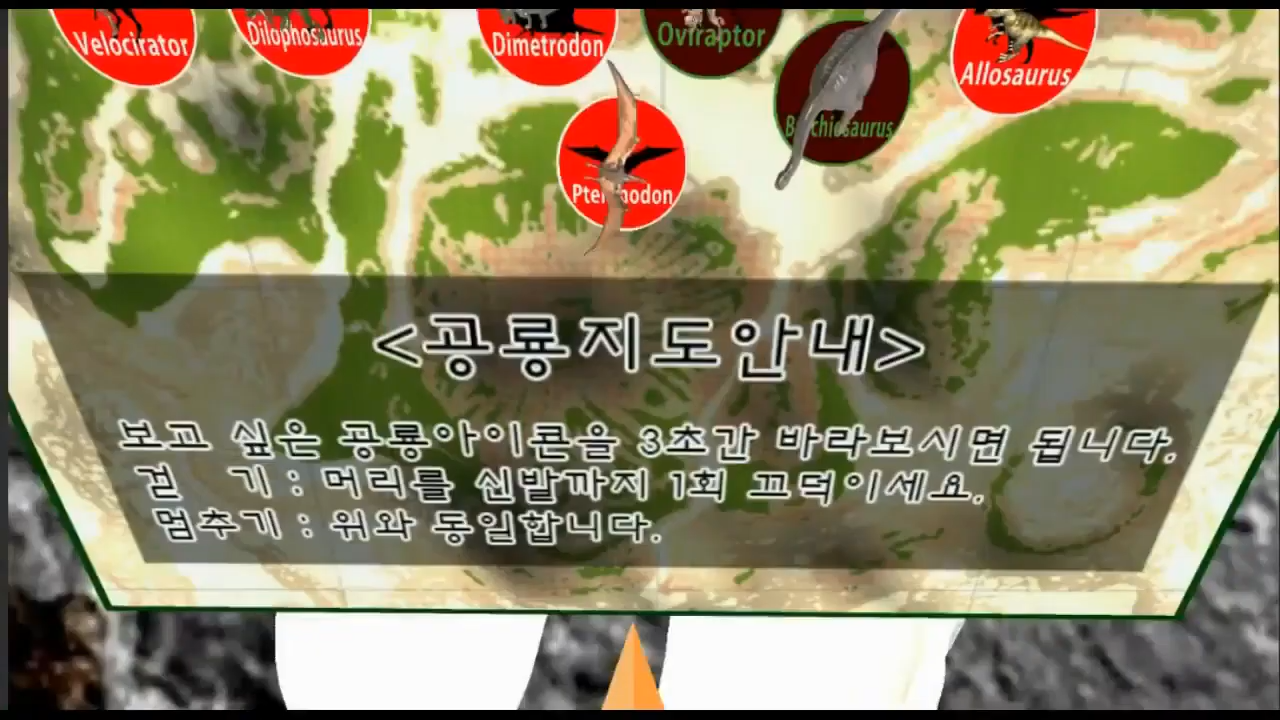 Velocirator
Dilophosaurus
Dimetrodon
Oviraptor
Allosaurus
<공룡지도안내>
보고 싶은 공룡아이콘을 3초간 바라보시면 됩니다.
걷 기 : 머리를 신발까지 1회 끄덕이세요.
멈추기 : 위와 동일합니다.